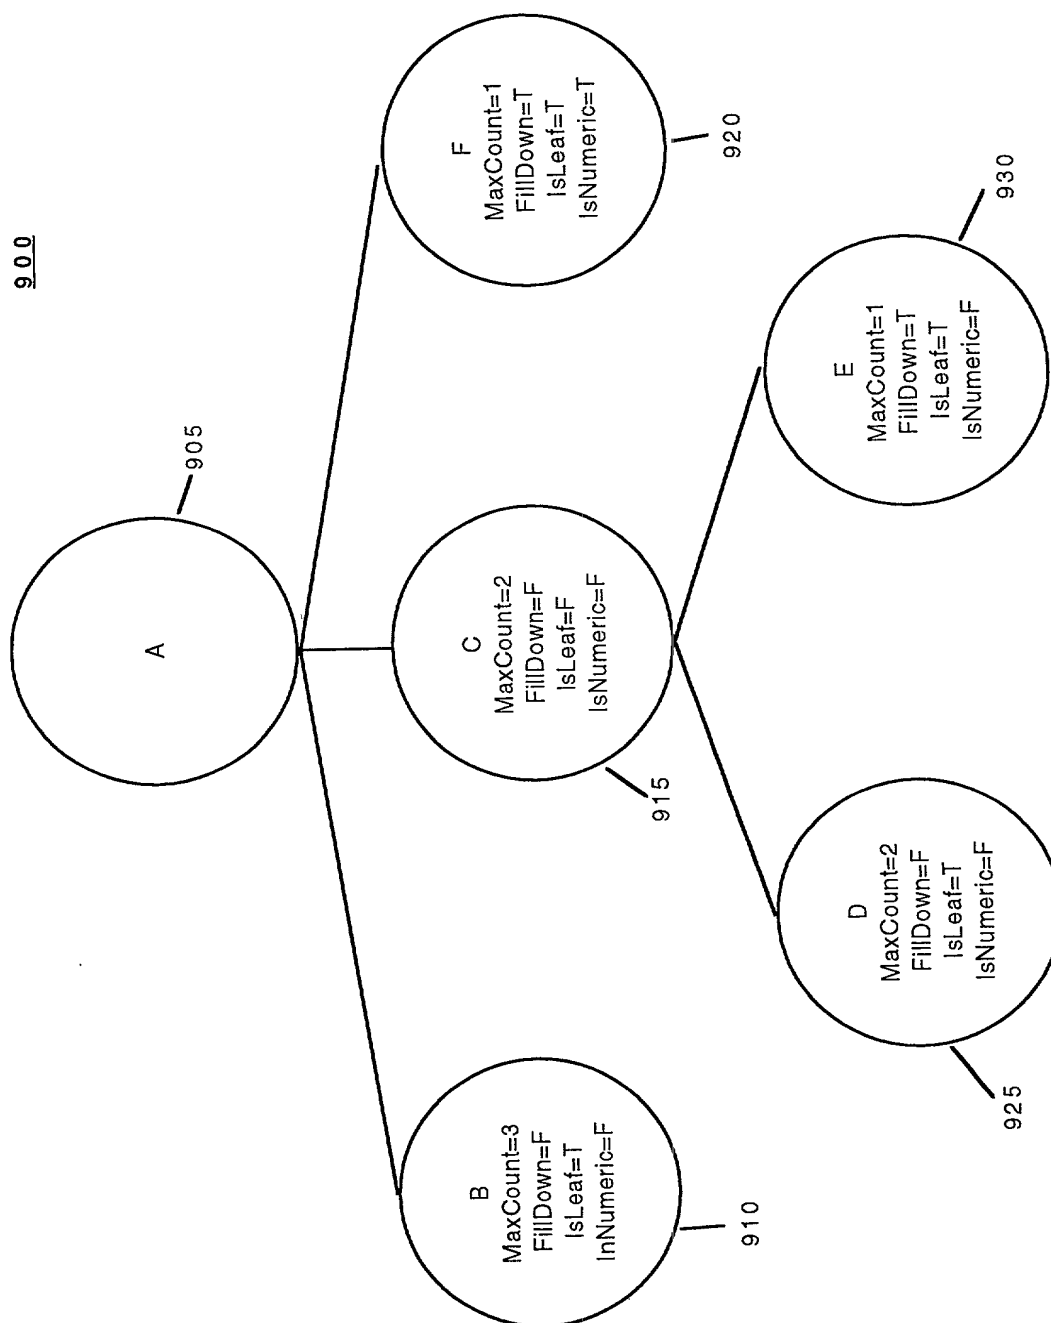 900
A
905
B
MaxCount=3
FillDown=F
IsLeaf=T
InNumeric=F
910
C
MaxCount=2
FillDown=F
IsLeaf=F
IsNumeric=F
915
F
MaxCount=1
FillDown=T
IsLeaf=T
IsNumeric=T
920
D
MaxCount=2
FillDown=F
IsLeaf=T
IsNumeric=F
925
E
MaxCount=1
FillDown=T
IsLeaf=T
IsNumeric=F
930